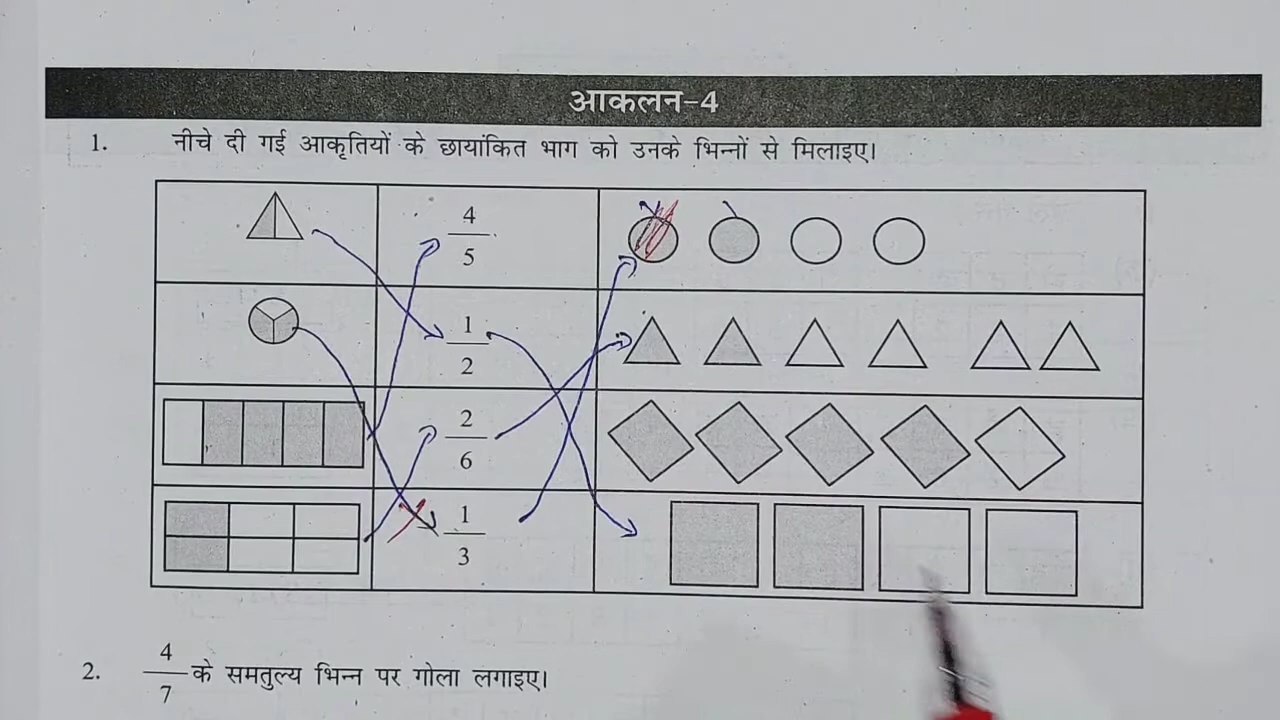 आकलन-4
1. नीचे दी गई आकृतियों के छायांकित भाग को उनके भिन्नों से मिलाइए।
4/5
1/2
2/6
1/3
2. 4/7 के समतुल्य भिन्न पर गोला लगाइए।